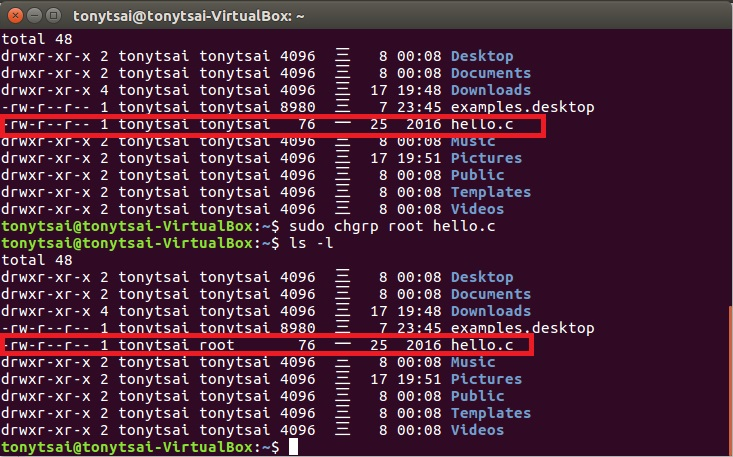 tonytsai@tonytsai-VirtualBox: ~
total 48
drwxr-xr-x 2 tonytsai tonytsai 4096 三 8 00:08 Desktop
drwxr-xr-x 2 tonytsai tonytsai 4096 三 8 00:08 Documents
drwxr-xr-x 4 tonytsai tonytsai 4096 三 17 19:48 Downloads
-rw-r--r-- 1 tonytsai tonytsai 8980 三 7 23:45 examples.desktop
-rw-r--r-- 1 tonytsai tonytsai 76 一 25 2016 hello.c
drwxr-xr-x 2 tonytsai tonytsai 4096 三 8 00:08 Music
drwxr-xr-x 2 tonytsai tonytsai 4096 三 17 19:51 Pictures
drwxr-xr-x 2 tonytsai tonytsai 4096 三 8 00:08 Public
drwxr-xr-x 2 tonytsai tonytsai 4096 三 8 00:08 Templates
drwxr-xr-x 2 tonytsai tonytsai 4096 三 8 00:08 Videos
tonytsai@tonytsai-VirtualBox:~$ sudo chgrp root hello.c
tonytsai@tonytsai-VirtualBox:~$ ls -l
total 48
drwxr-xr-x 2 tonytsai tonytsai 4096 三 8 00:08 Desktop
drwxr-xr-x 2 tonytsai tonytsai 4096 三 8 00:08 Documents
drwxr-xr-x 4 tonytsai tonytsai 4096 三 17 19:48 Downloads
-rw-r--r-- 1 tonytsai tonytsai 8980 三 7 23:45 examples.desktop
-rw-r--r-- 1 tonytsai root 76 一 25 2016 hello.c
drwxr-xr-x 2 tonytsai tonytsai 4096 三 8 00:08 Music
drwxr-xr-x 2 tonytsai tonytsai 4096 三 17 19:51 Pictures
drwxr-xr-x 2 tonytsai tonytsai 4096 三 8 00:08 Public
drwxr-xr-x 2 tonytsai tonytsai 4096 三 8 00:08 Templates
drwxr-xr-x 2 tonytsai tonytsai 4096 三 8 00:08 Videos
tonytsai@tonytsai-VirtualBox:~$